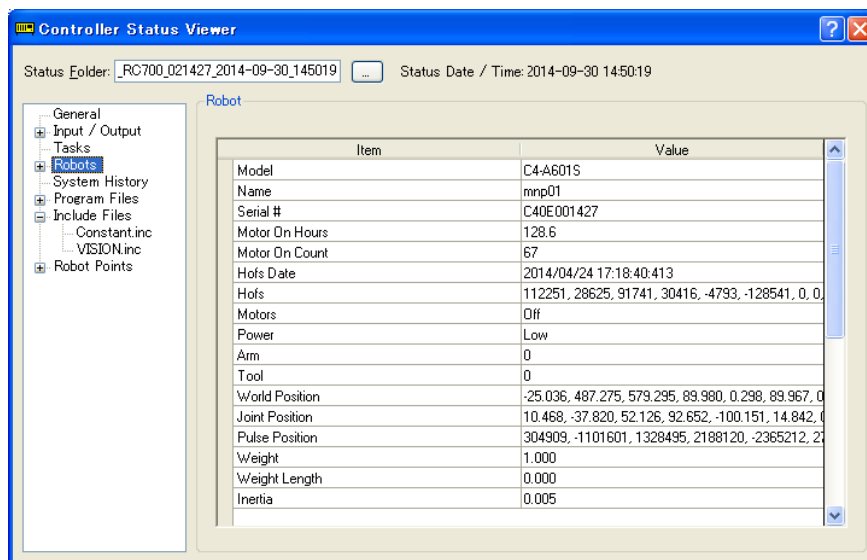 Controller Status Viewer
Status Folder: _RC700_021427_2014-09-30_145019 ... Status Date / Time: 2014-09-30 14:50:19
General
Input / Output
Tasks
Robots
System History
Program Files
Include Files
Constant.inc
VISION.inc
Robot Points
Robot
Item Value
Model C4-A601S
Name mnp01
Serial # C40E001427
Motor On Hours 128.6
Motor On Count 67
Hofs Date 2014/04/24 17:18:40:413
Hofs 112251, 28625, 91741, 30416, -4793, -128541, 0, 0,
Motors Off
Power Low
Arm 0
Tool 0
World Position -25.036, 487.275, 579.295, 89.980, 0.298, 89.967, 0
Joint Position 10.468, -37.820, 52.126, 92.652, -100.151, 14.842,
Pulse Position 304909, -1101601, 1328495, 2188120, -2365212,
Weight 1.000
Weight Length 0.000
Inertia 0.005